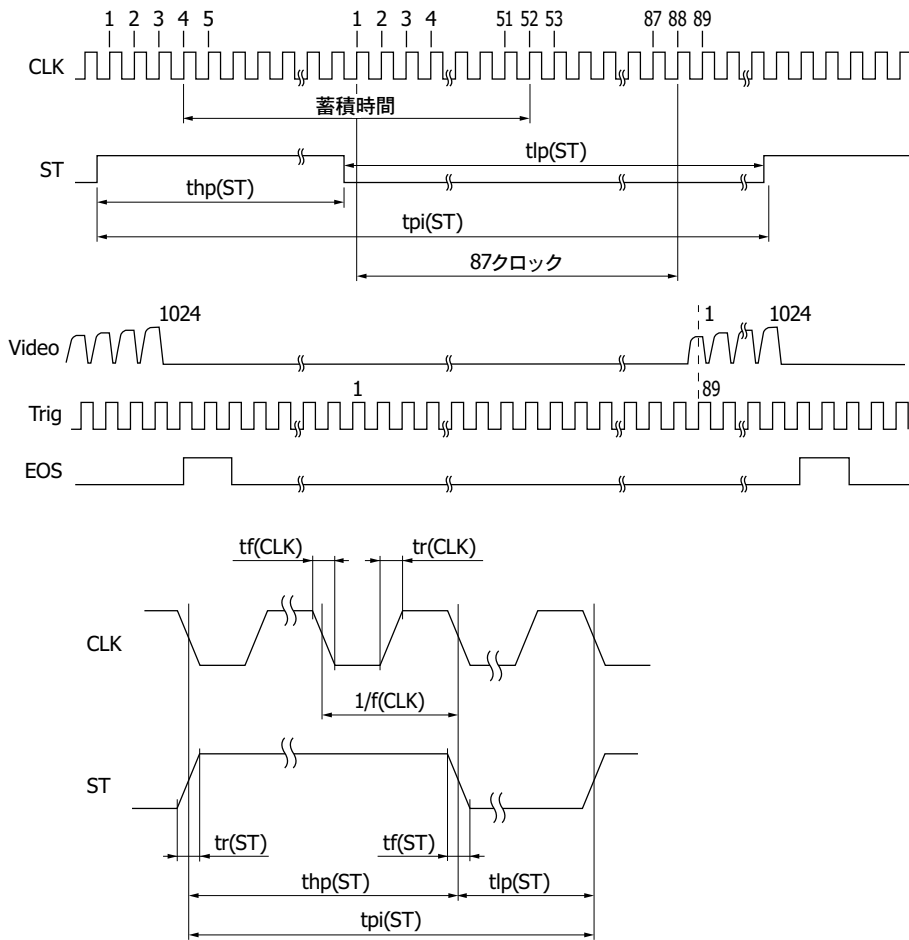 1 2 3 4 5 1 2 3 4 51 52 53 87 88 89
CLK
蓄積時間
ST
tlp(ST)
thp(ST)
tpi(ST)
87クロック
1024 1 1024
Video
1 89
Trig
EOS
tf(CLK) tr(CLK)
CLK
1/f(CLK)
ST
tr(ST) tf(ST)
thp(ST) tlp(ST)
tpi(ST)